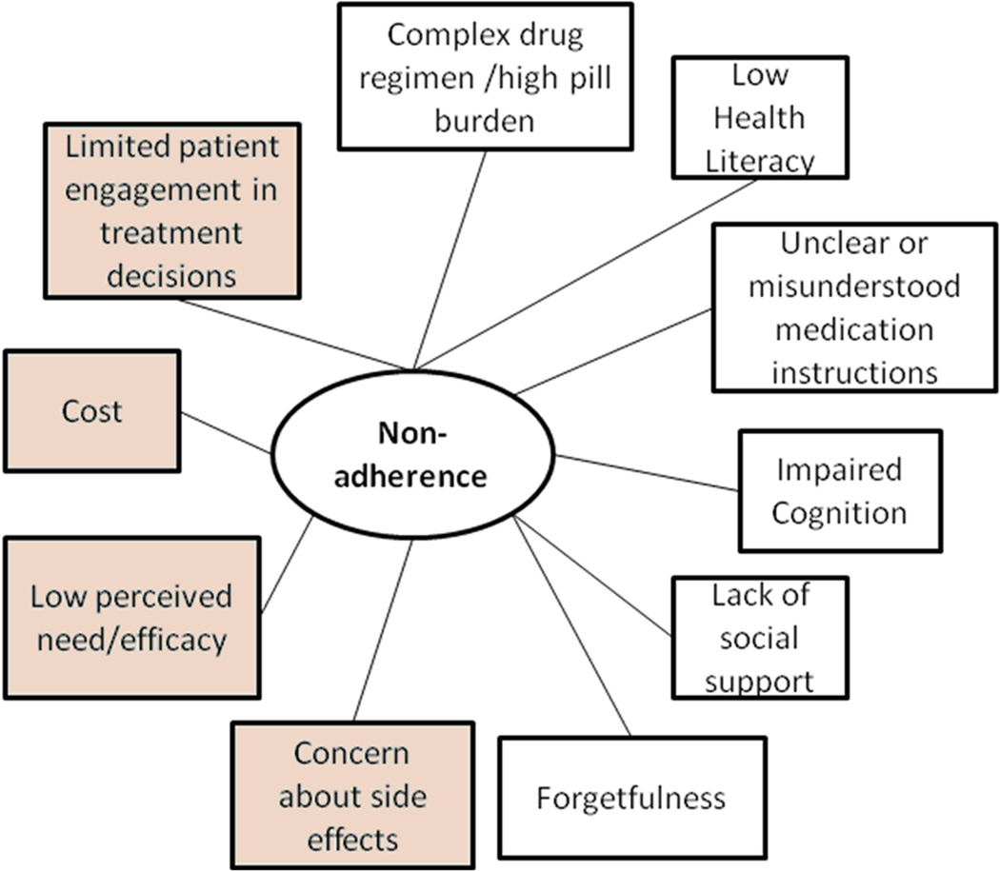 Complex drug
regimen /high pill
burden
Low
Health
Literacy
Limited patient
engagement in
treatment
decisions
Unclear or
misunderstood
medication
instructions
Cost
Non-
adherence
Impaired
Cognition
Low perceived
need/efficacy
Lack of
social
support
Concern
about side
effects
Forgetfulness